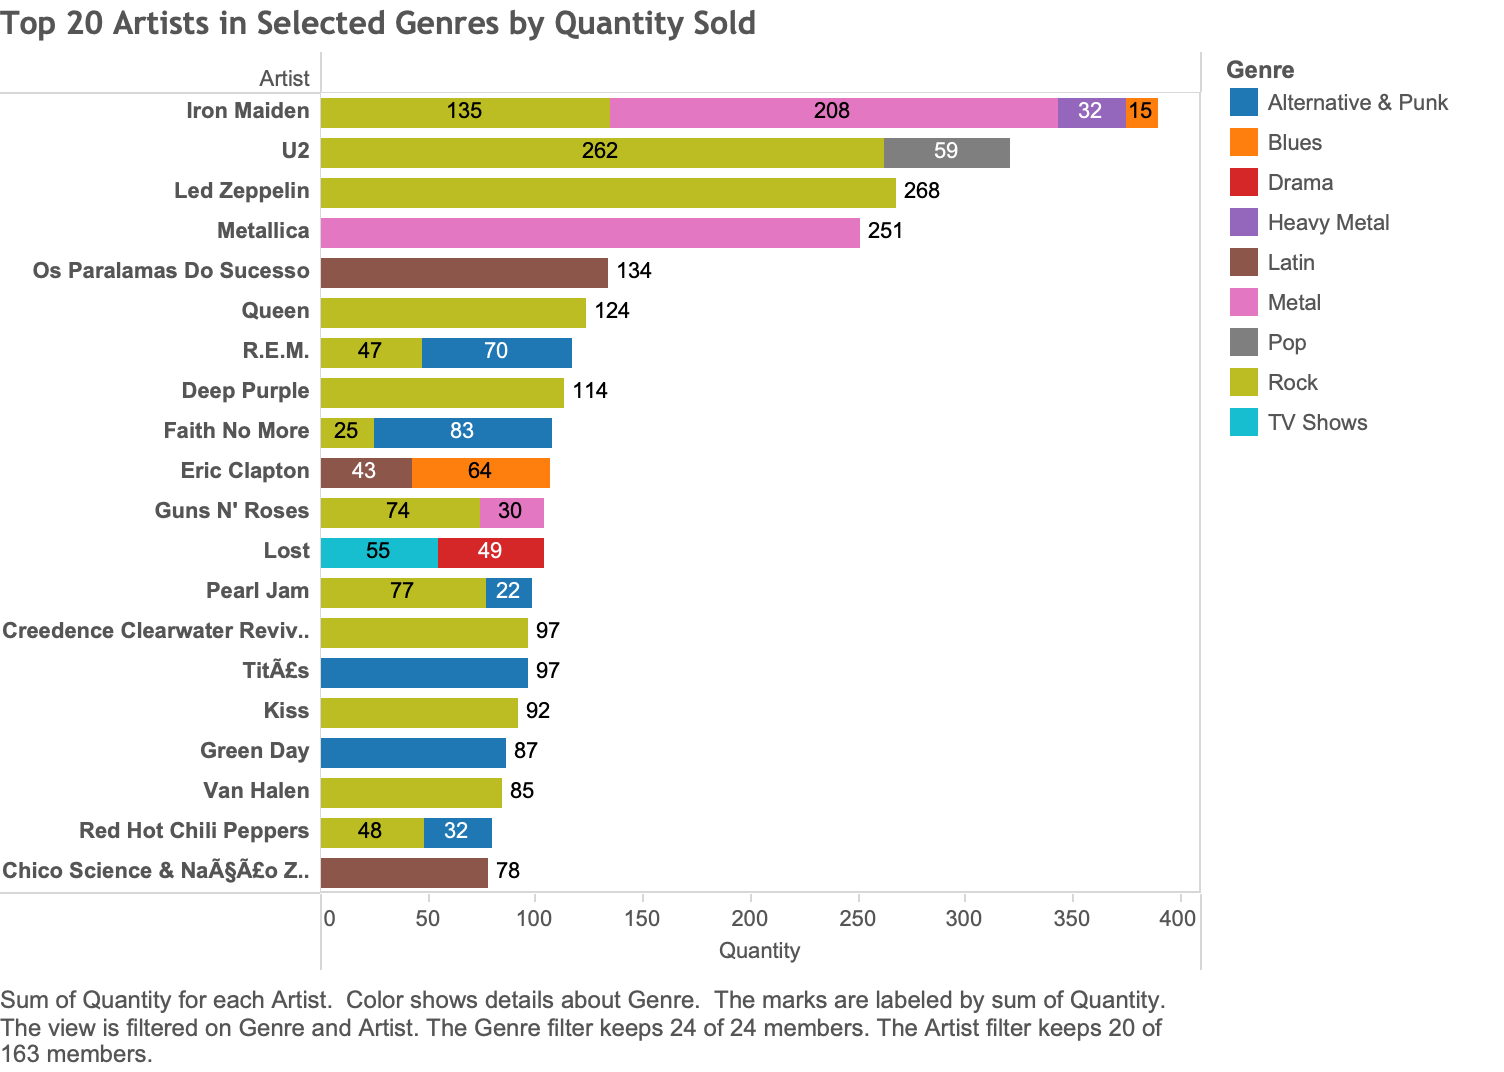 Top 20 Artists in Selected Genres by Quantity Sold
Artist
Iron Maiden 135 208 32 15
U2 262 59
Led Zeppelin 268
Metallica 251
Os Paralamas Do Sucesso 134
Queen 124
R.E.M. 47 70
Deep Purple 114
Faith No More 25 83
Eric Clapton 43 64
Guns N' Roses 74 30
Lost 55 49
Pearl Jam 77 22
Creedence Clearwater Reviv.. 97
TitÃ£s 97
Kiss 92
Green Day 87
Van Halen 85
Red Hot Chili Peppers 48 32
Chico Science & NaÃ§Ã£o Z.. 78
0 50 100 150 200 250 300 350 400
Quantity
Genre
Alternative & Punk
Blues
Drama
Heavy Metal
Latin
Metal
Pop
Rock
TV Shows
Sum of Quantity for each Artist.  Color shows details about Genre.  The marks are labeled by sum of Quantity.
The view is filtered on Genre and Artist. The Genre filter keeps 24 of 24 members. The Artist filter keeps 20 of
163 members.